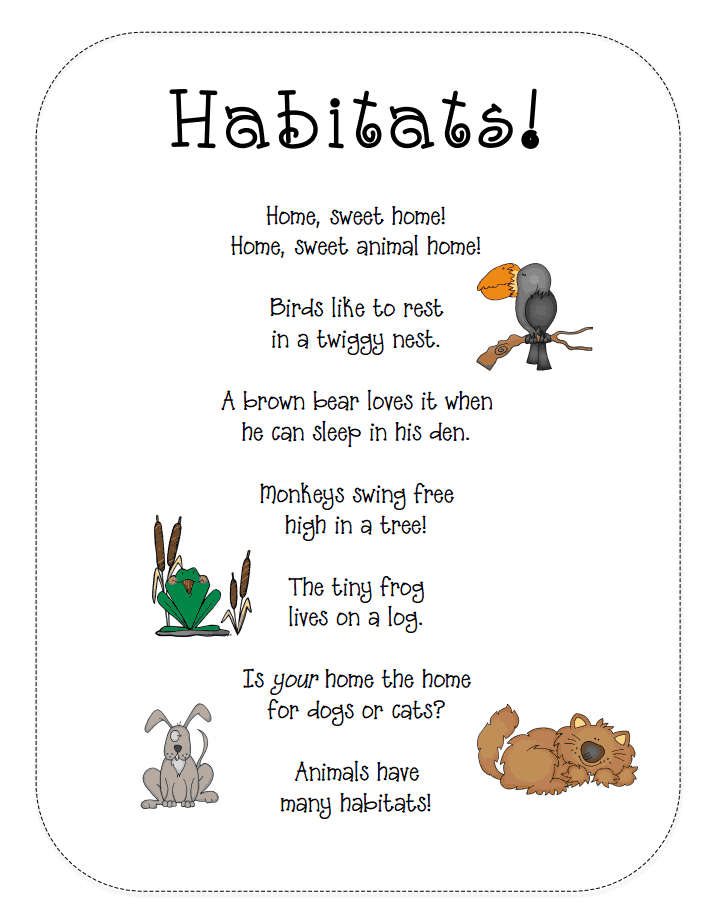 Habitats!
Home, sweet home!
Home, sweet animal home!
Birds like to rest
in a twiggy nest.
A brown bear loves it when
he can sleep in his den.
Monkeys swing free
high in a tree!
The tiny frog
lives on a log.
Is your home the home
for dogs or cats?
Animals have
many habitats!